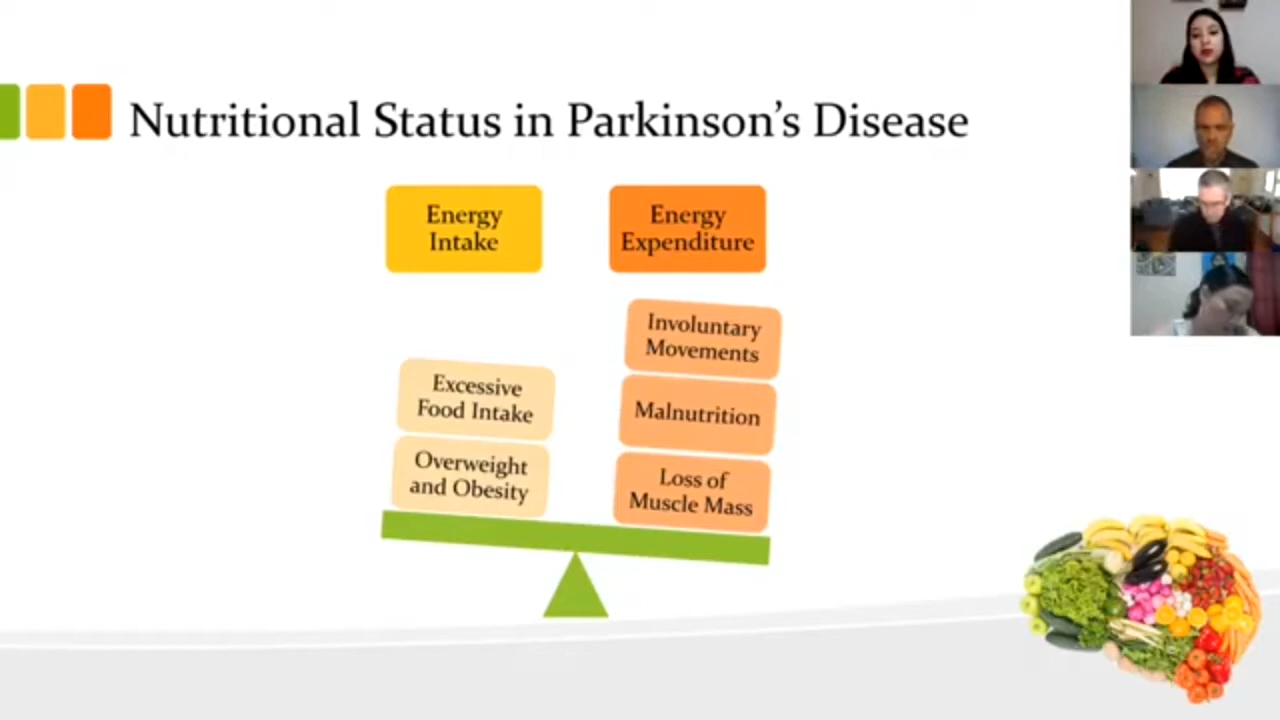 Nutritional Status in Parkinson's Disease
Energy
Intake
Energy
Expenditure
Excessive
Food Intake
Overweight
and Obesity
Involuntary
Movements
Malnutrition
Loss of
Muscle Mass